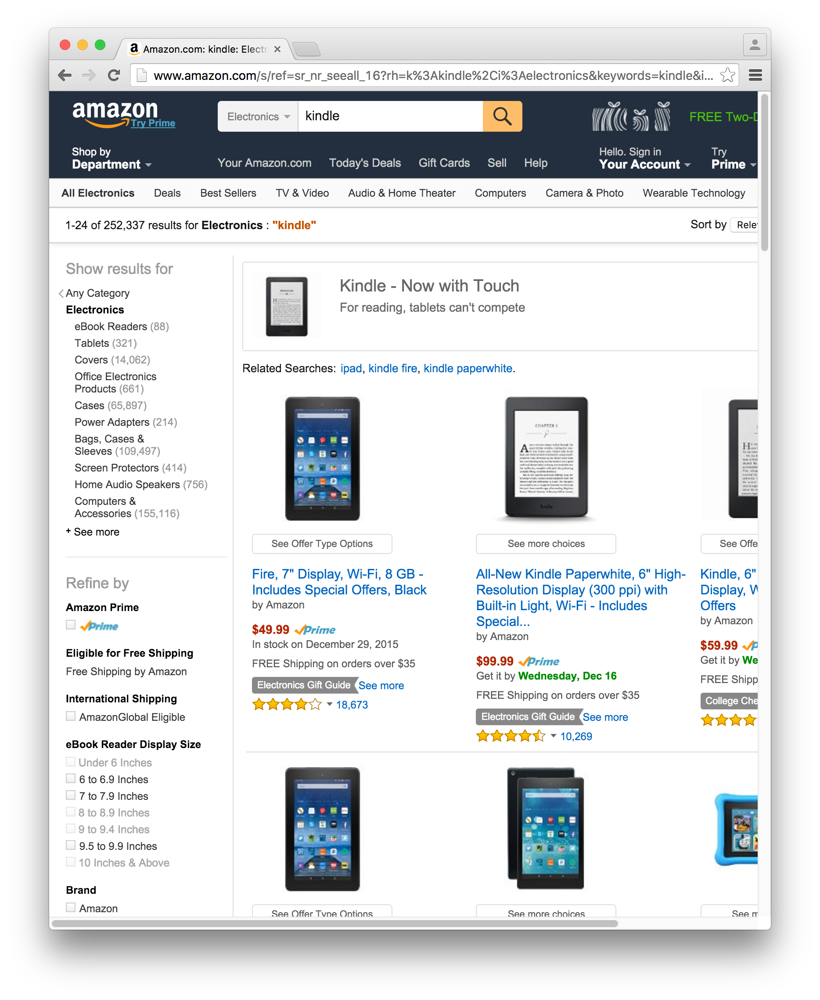 Amazon.com: kindle: Electr
www.amazon.com/s/ref=sr_nr_seeall_16?rh=k%3Akindle%2Ci%3Aelectronics&keywords=kindle&i...
amazon
Try Prime
Electronics
kindle
FREE Two-D
Shop by
Department
Your Amazon.com
Today's Deals
Gift Cards
Sell
Help
Hello. Sign in
Your Account
Try
Prime
All Electronics
Deals
Best Sellers
TV & Video
Audio & Home Theater
Computers
Camera & Photo
Wearable Technology
1-24 of 252,337 results for Electronics : "kindle"
Sort by
Rele
Show results for
Any Category
Electronics
eBook Readers (88)
Tablets (321)
Covers (14,062)
Office Electronics
Products (661)
Cases (65,897)
Power Adapters (214)
Bags, Cases &
Sleeves (109,497)
Screen Protectors (414)
Home Audio Speakers (756)
Computers &
Accessories (155,116)
+ See more
Refine by
Amazon Prime
Prime
Eligible for Free Shipping
Free Shipping by Amazon
International Shipping
AmazonGlobal Eligible
eBook Reader Display Size
Under 6 Inches
6 to 6.9 Inches
7 to 7.9 Inches
8 to 8.9 Inches
9 to 9.4 Inches
9.5 to 9.9 Inches
10 Inches & Above
Brand
Amazon
Kindle - Now with Touch
For reading, tablets can't compete
Related Searches: ipad, kindle fire, kindle paperwhite.
See Offer Type Options
Fire, 7" Display, Wi-Fi, 8 GB -
Includes Special Offers, Black
by Amazon
$49.99 Prime
In stock on December 29, 2015
FREE Shipping on orders over $35
Electronics Gift Guide See more
18,673
CHAPTER 1
kindle
See more choices
All-New Kindle Paperwhite, 6" High-
Resolution Display (300 ppi) with
Built-in Light, Wi-Fi - Includes
Special...
by Amazon
$99.99 Prime
Get it by Wednesday, Dec 16
FREE Shipping on orders over $35
Electronics Gift Guide See more
10,269
See Offe
Kindle, 6"
Display, W
Offers
by Amazon
$59.99 P
Get it by We
FREE Shipp
College Che
See Offer Type Options
See more choices
See m